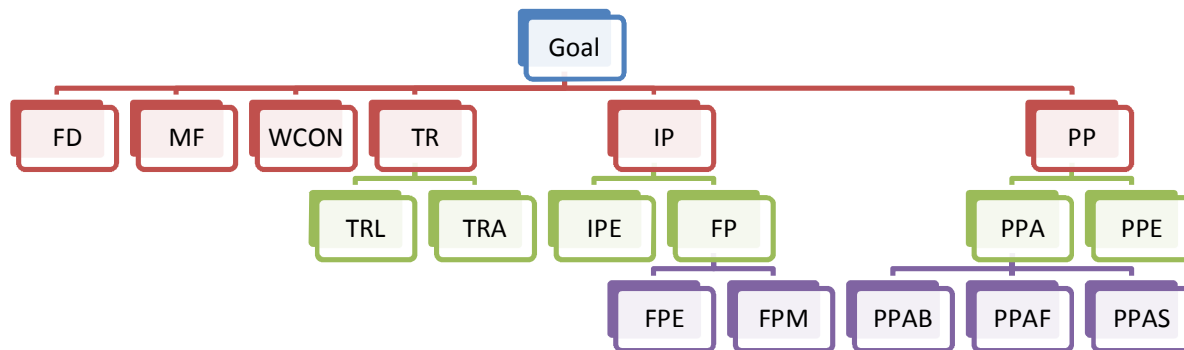 Goal
FD
MF
WCON
TR
IP
PP
TRL
TRA
IPE
FP
PPA
PPE
FPE
FPM
PPAB
PPAF
PPAS